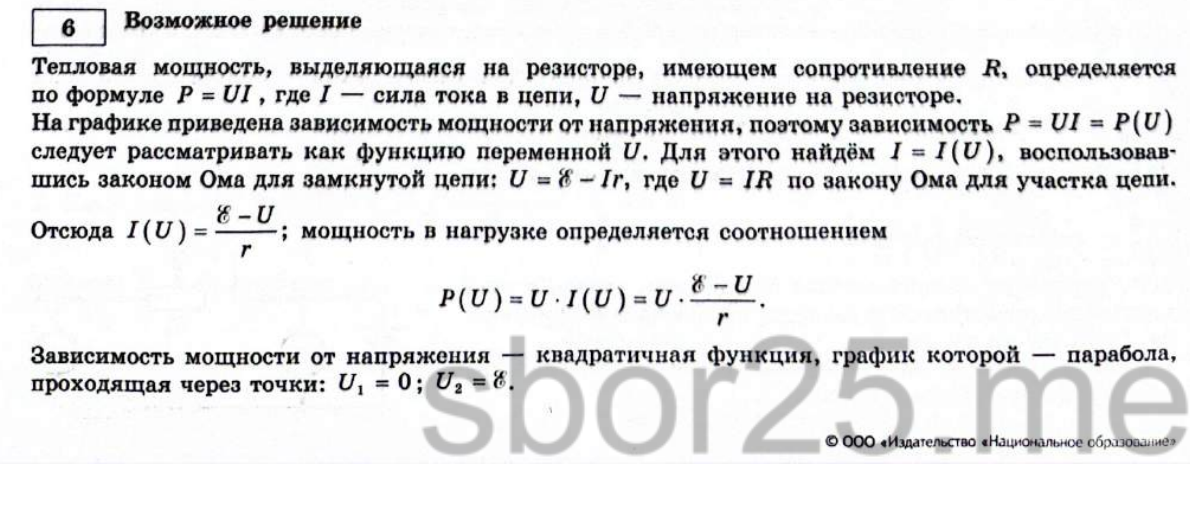 6 Возможное решение
Тепловая мощность, выделяющаяся на резисторе, имеющем сопротивление R, определяется
по формуле P = UI, где I — сила тока в цепи, U — напряжение на резисторе.
На графике приведена зависимость мощности от напряжения, поэтому зависимость P = UI = P(U)
следует рассматривать как функцию переменной U. Для этого найдём I = I(U), воспользовав-
шись законом Ома для замкнутой цепи: U = ℰ – Ir, где U = IR по закону Ома для участка цепи.
Отсюда I(U) = (ℰ – U)/r; мощность в нагрузке определяется соотношением
P(U) = U · I(U) = U · (ℰ – U)/r.
Зависимость мощности от напряжения — квадратичная функция, график которой — парабола,
проходящая через точки: U₁ = 0; U₂ = ℰ.
sbor25.me
© ООО «Издательство «Национальное образование»